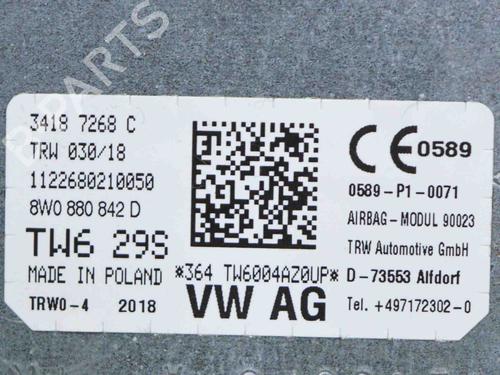 3418 7268 C
TRW 030/18
1122680210050
8W0 880 842 D
TW6 29S
MADE IN POLAND
TRW0-4 2018
*364 TW6004AZ0UP*
VW AG
CE 0589
0589-P1-0071
AIRBAG-MODUL 90023
TRW Automotive GmbH
D-73553 Alfdorf
Tel. +497172302-0